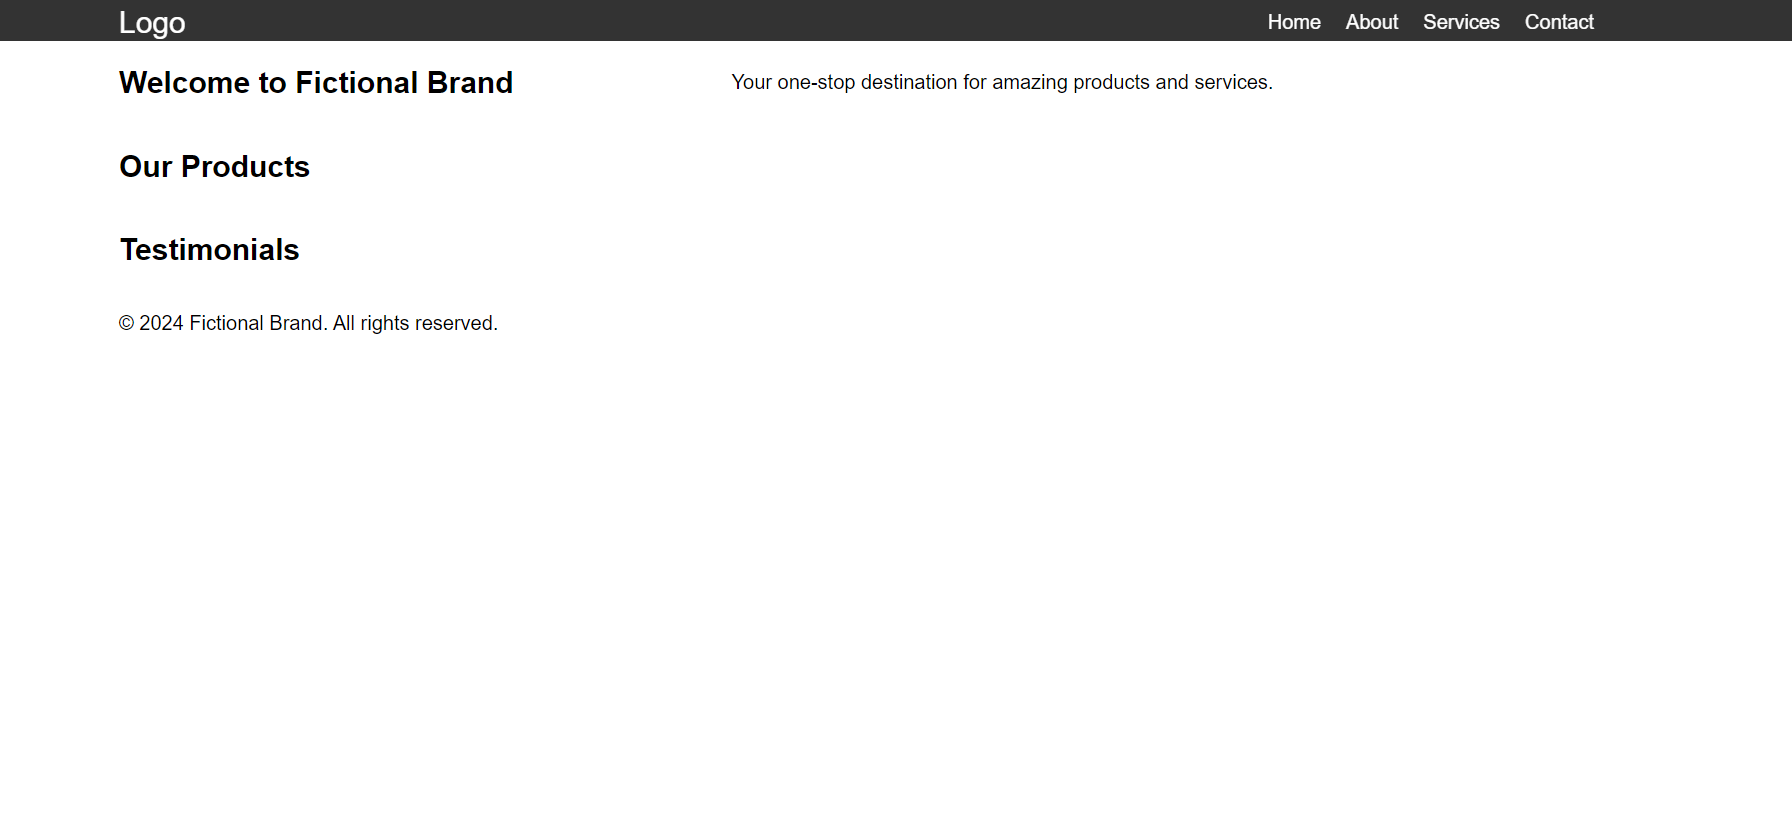 Logo
Home About Services Contact
Welcome to Fictional Brand
Your one-stop destination for amazing products and services.
Our Products
Testimonials
© 2024 Fictional Brand. All rights reserved.